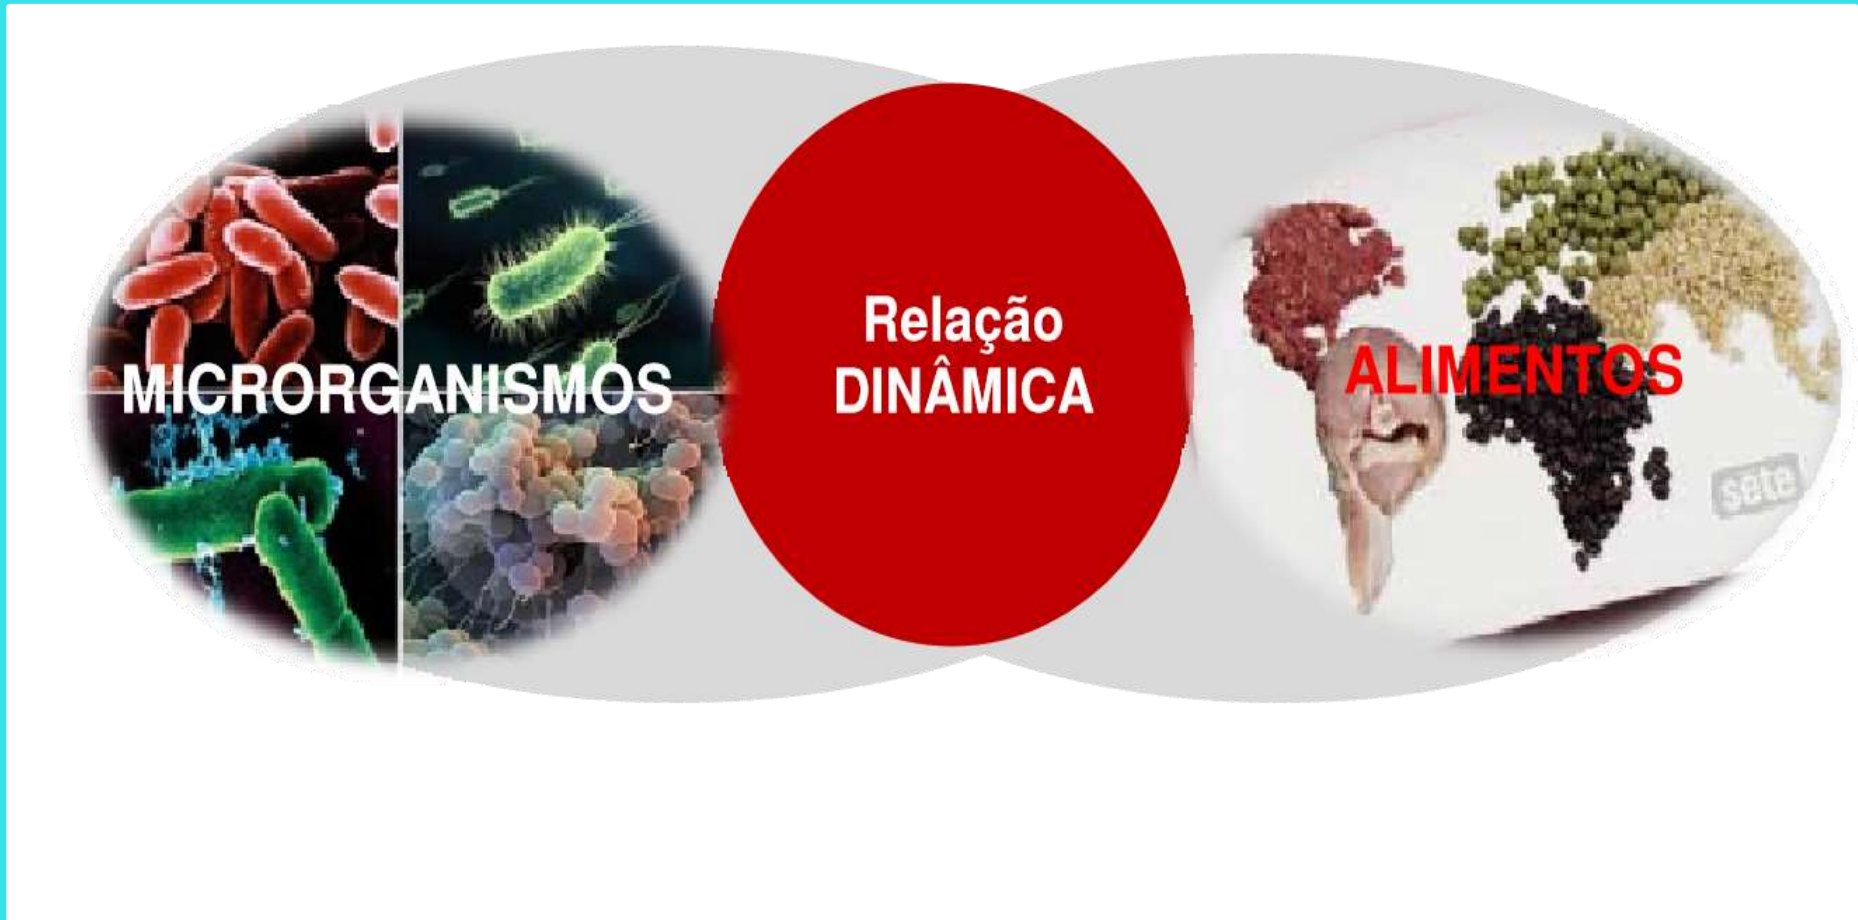 MICRORGANISMOS
Relação
DINÂMICA
ALIMENTOS
sete